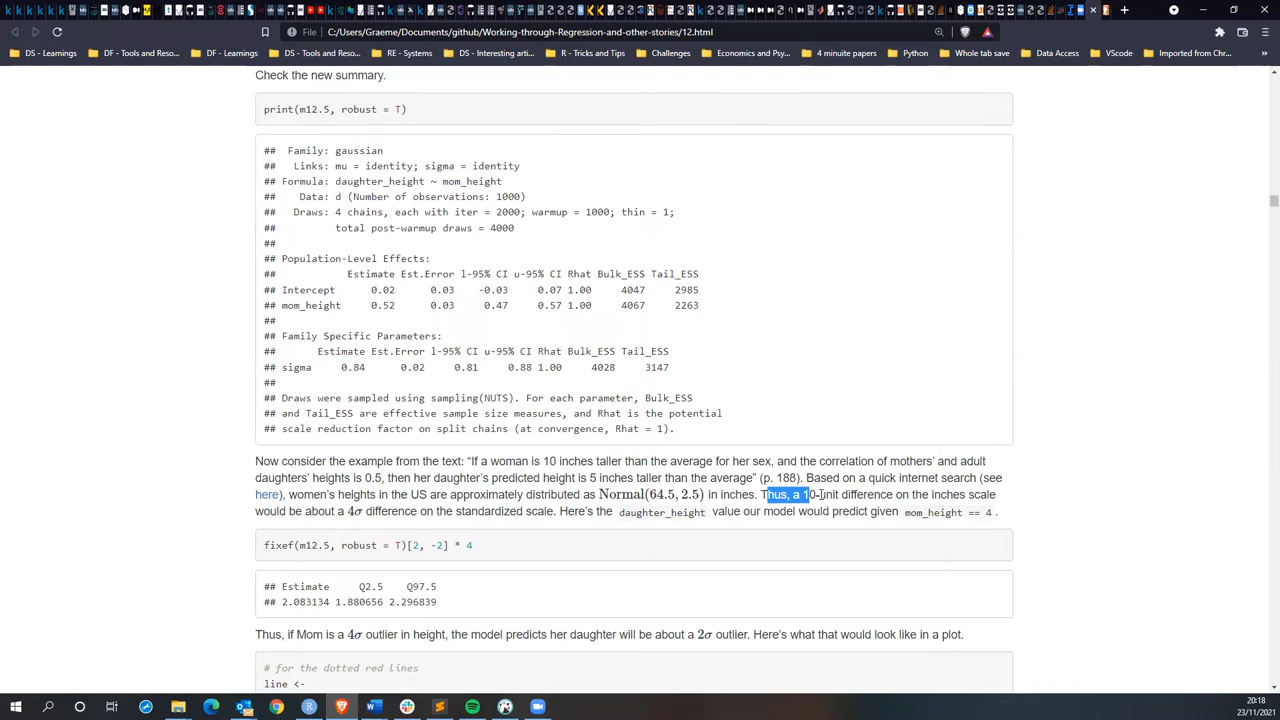 File
C:/Users/Graeme/Documents/github/Working-through-Regression-and-other-stories/12.html
DS - Learnings
DF - Tools and Reso...
DF - Learnings
DS - Tools and Reso...
RE - Systems
DS - Interesting arti...
R - Tricks and Tips
Challenges
Economics and Psy...
4 minute papers
Python
Whole tab save
Data Access
Imported from Chr...
Check the new summary.
print(m12.5, robust = T)
## Family: gaussian
## Links: mu = identity; sigma = identity
## Formula: daughter_height ~ mom_height
## Data: d (Number of observations: 1000)
## Draws: 4 chains, each with iter = 2000; warmup = 1000; thin = 1;
## total post-warmup draws = 4000
##
## Population-Level Effects:
## Estimate Est.Error l-95% CI u-95% CI Rhat Bulk_ESS Tail_ESS
## Intercept 0.02 0.03 -0.03 0.07 1.00 4047 2985
## mom_height 0.52 0.03 0.47 0.57 1.00 4067 2263
##
## Family Specific Parameters:
## Estimate Est.Error l-95% CI u-95% CI Rhat Bulk_ESS Tail_ESS
## sigma 0.84 0.02 0.81 0.88 1.00 4028 3147
##
## Draws were sampled using sampling(NUTS). For each parameter, Bulk_ESS
## and Tail_ESS are effective sample size measures, and Rhat is the potential
## scale reduction factor on split chains (at convergence, Rhat = 1).
Now consider the example from the text: “If a woman is 10 inches taller than the average for her sex, and the correlation of mothers’ and adult
daughters’ heights is 0.5, then her daughter’s predicted height is 5 inches taller than the average” (p. 188). Based on a quick internet search (see
here), women’s heights in the US are approximately distributed as Normal(64.5, 2.5) in inches. Thus, a 10-unit difference on the inches scale
would be about a 4σ difference on the standardized scale. Here’s the daughter_height value our model would predict given mom_height == 4 .
fixef(m12.5, robust = T)[2, -2] * 4
## Estimate Q2.5 Q97.5
## 2.083134 1.880656 2.296839
Thus, if Mom is a 4σ outlier in height, the model predicts her daughter will be about a 2σ outlier. Here’s what that would look like in a plot.
# for the dotted red lines
line <-
20:18
23/11/2021